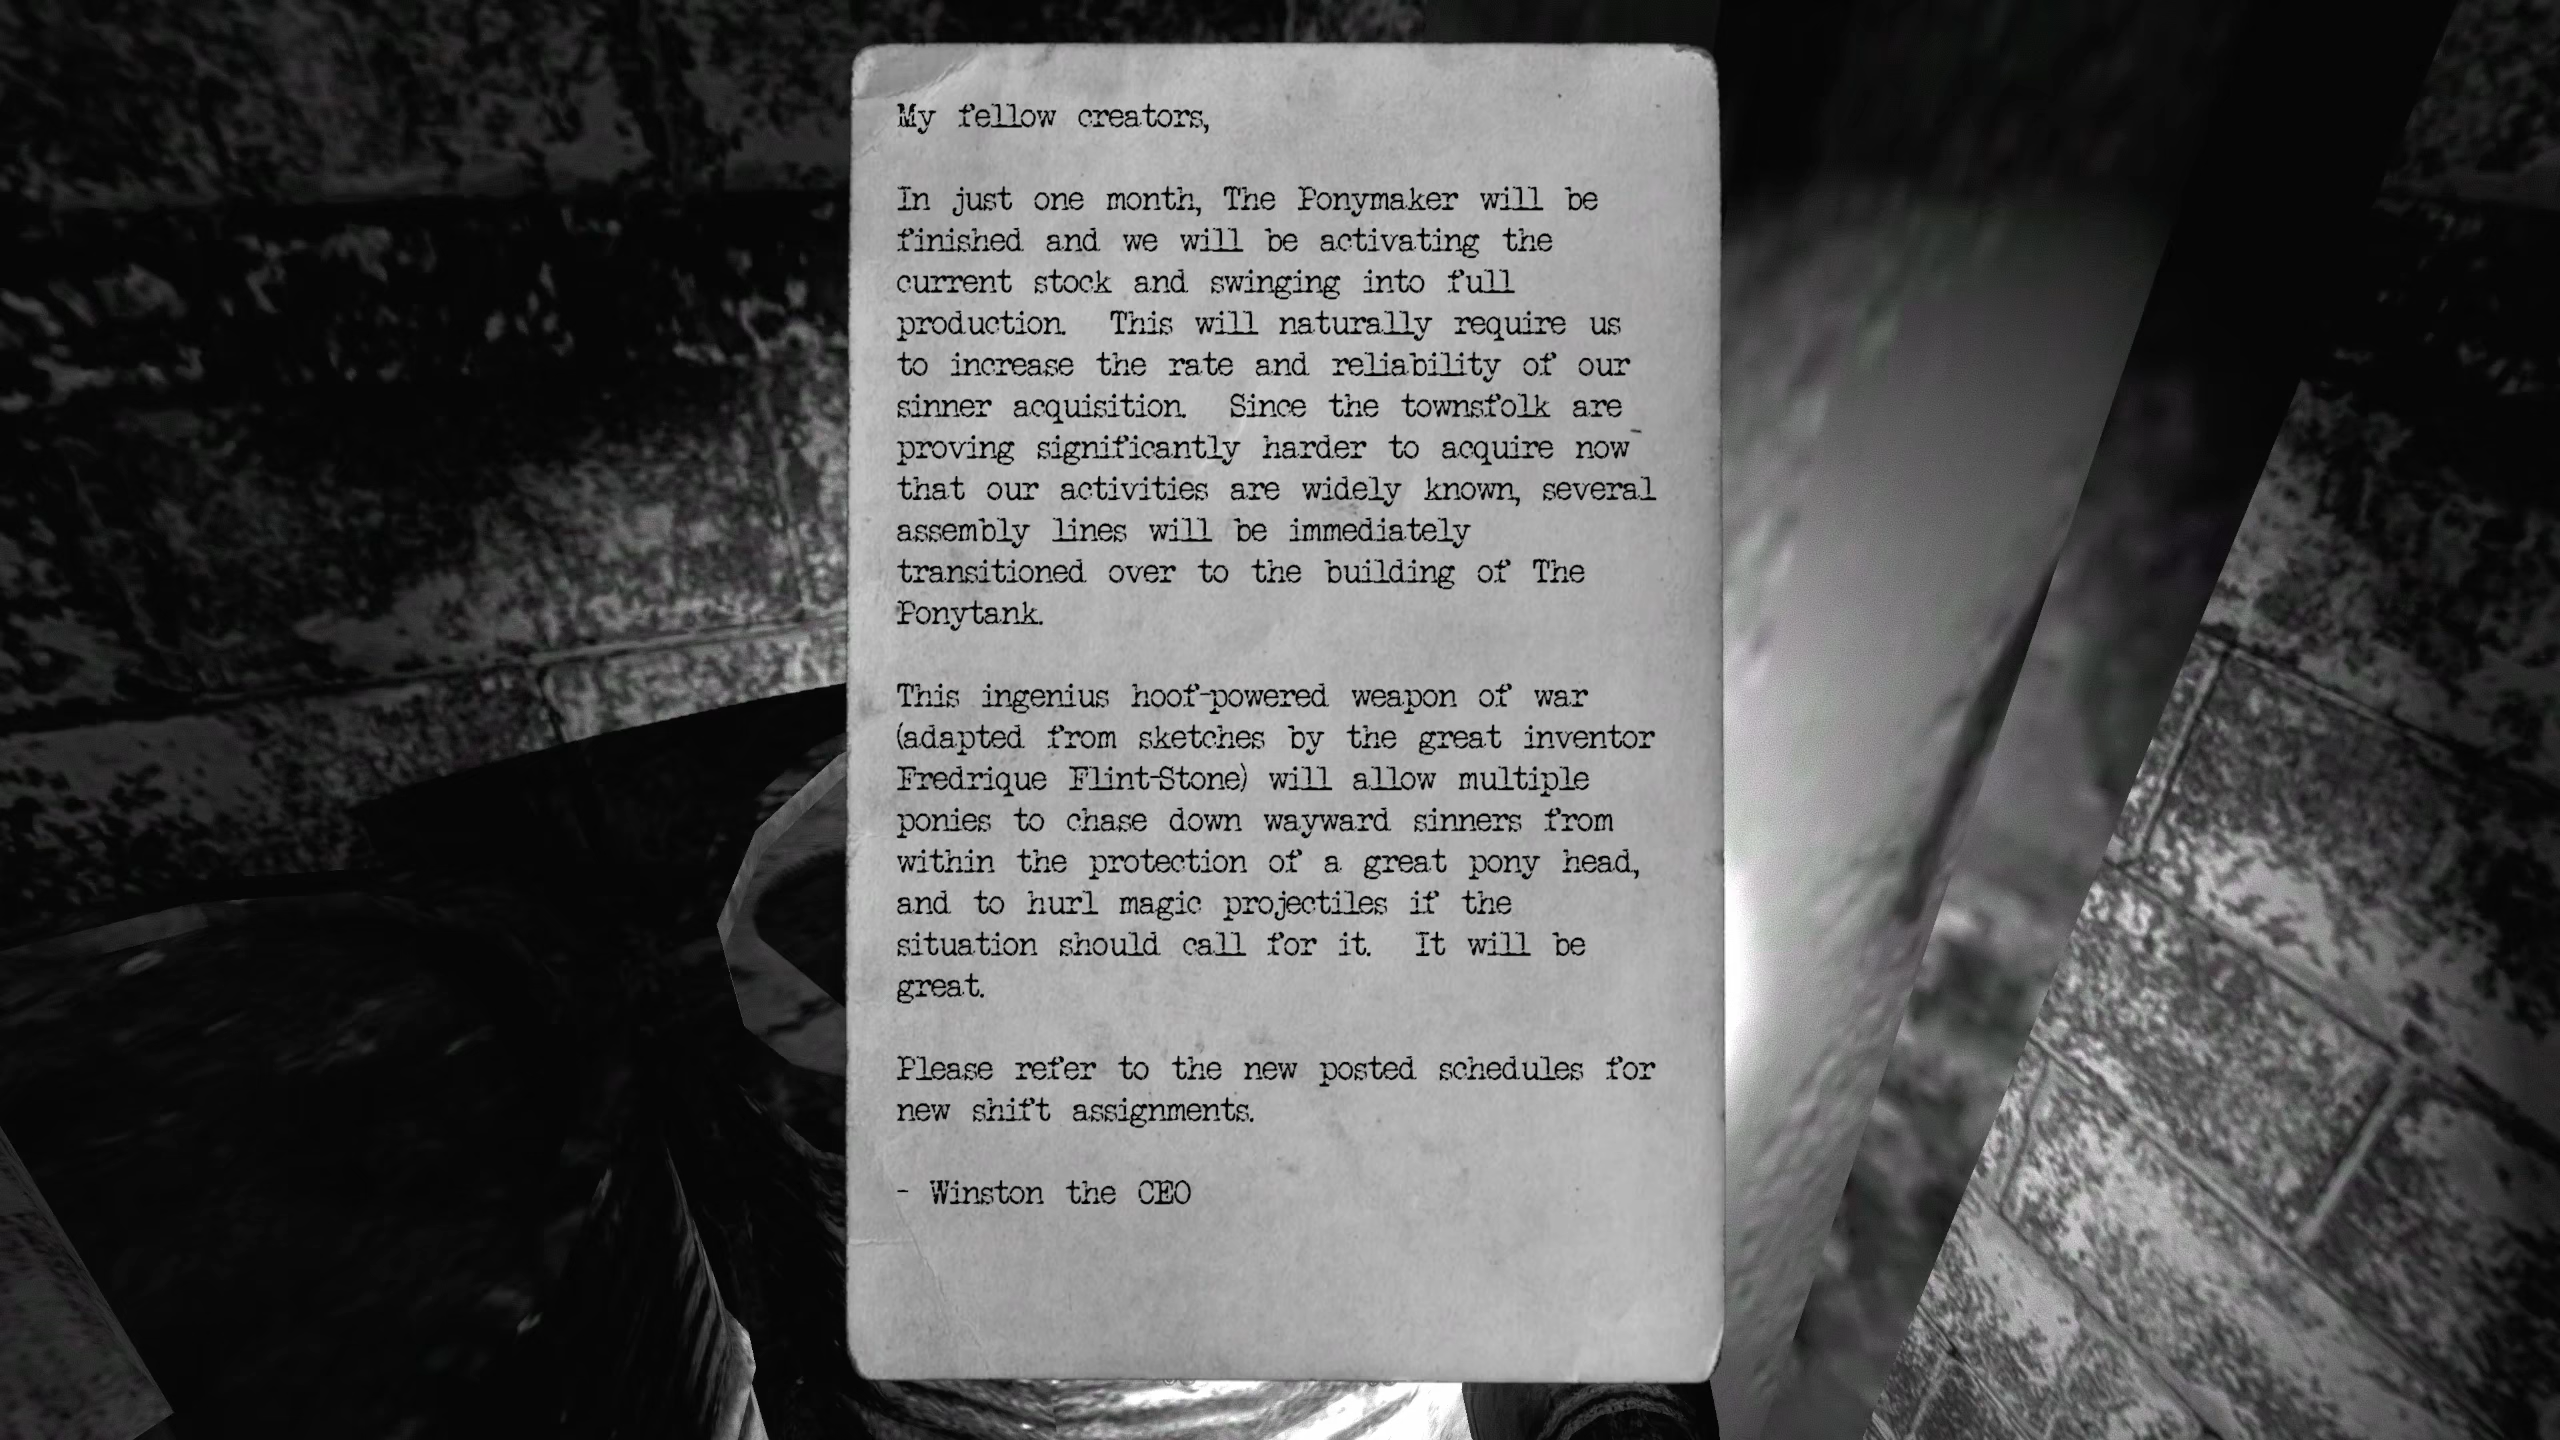 My fellow creators,
In just one month, The Ponymaker will be
finished and we will be activating the
current stock and swinging into full
production.  This will naturally require us
to increase the rate and reliability of our
sinner acquisition.  Since the townsfolk are
proving significantly harder to acquire now
that our activities are widely known, several
assembly lines will be immediately
transitioned over to the building of The
Ponytank.
This ingenius hoof-powered weapon of war
(adapted from sketches by the great inventor
Fredrique Flint-Stone) will allow multiple
ponies to chase down wayward sinners from
within the protection of a great pony head,
and to hurl magic projectiles if the
situation should call for it.  It will be
great.
Please refer to the new posted schedules for
new shift assignments.
- Winston the CEO